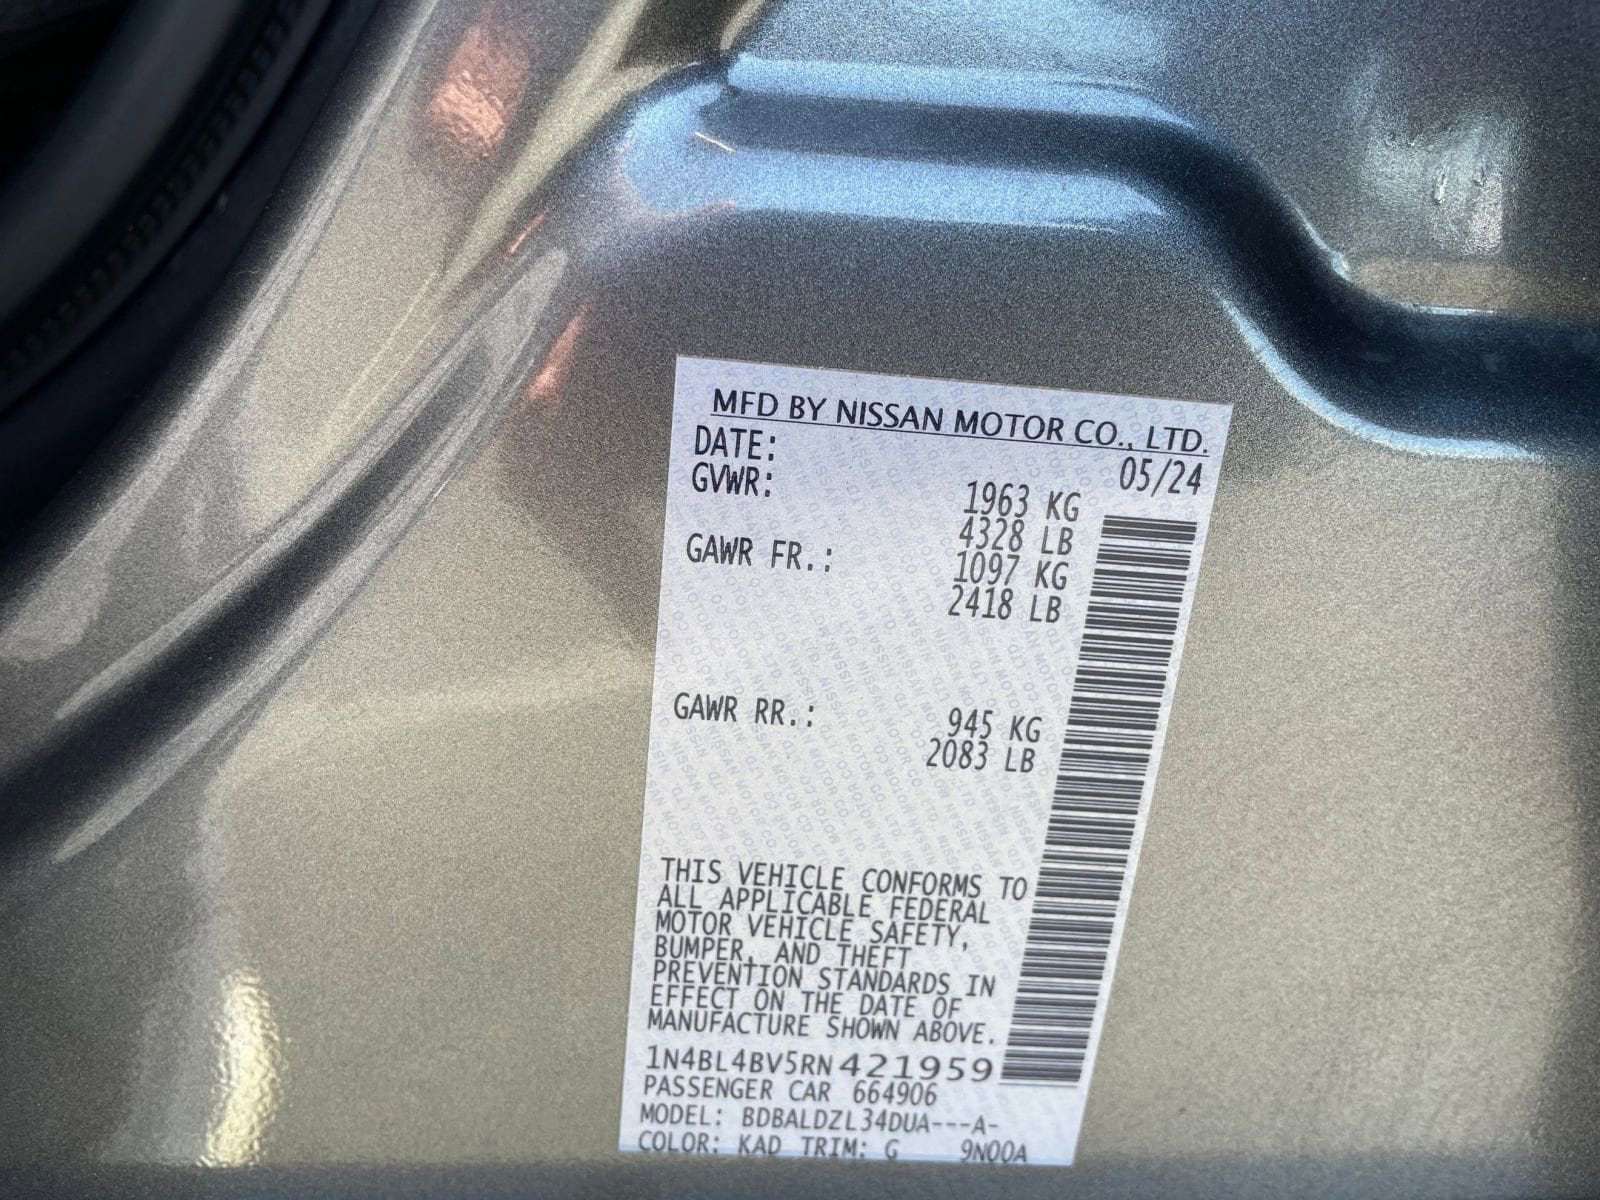 MFD BY NISSAN MOTOR CO., LTD.
DATE: 05/24
GVWR: 1963 KG
4328 LB
GAWR FR.: 1097 KG
2418 LB
GAWR RR.: 945 KG
2083 LB
THIS VEHICLE CONFORMS TO
ALL APPLICABLE FEDERAL
MOTOR VEHICLE SAFETY,
BUMPER, AND THEFT
PREVENTION STANDARDS IN
EFFECT ON THE DATE OF
MANUFACTURE SHOWN ABOVE.
1N4BL4BV5RN421959
PASSENGER CAR 664906
MODEL: BDBALDZL34DUA---A-
COLOR: KAD TRIM: G 9N00A